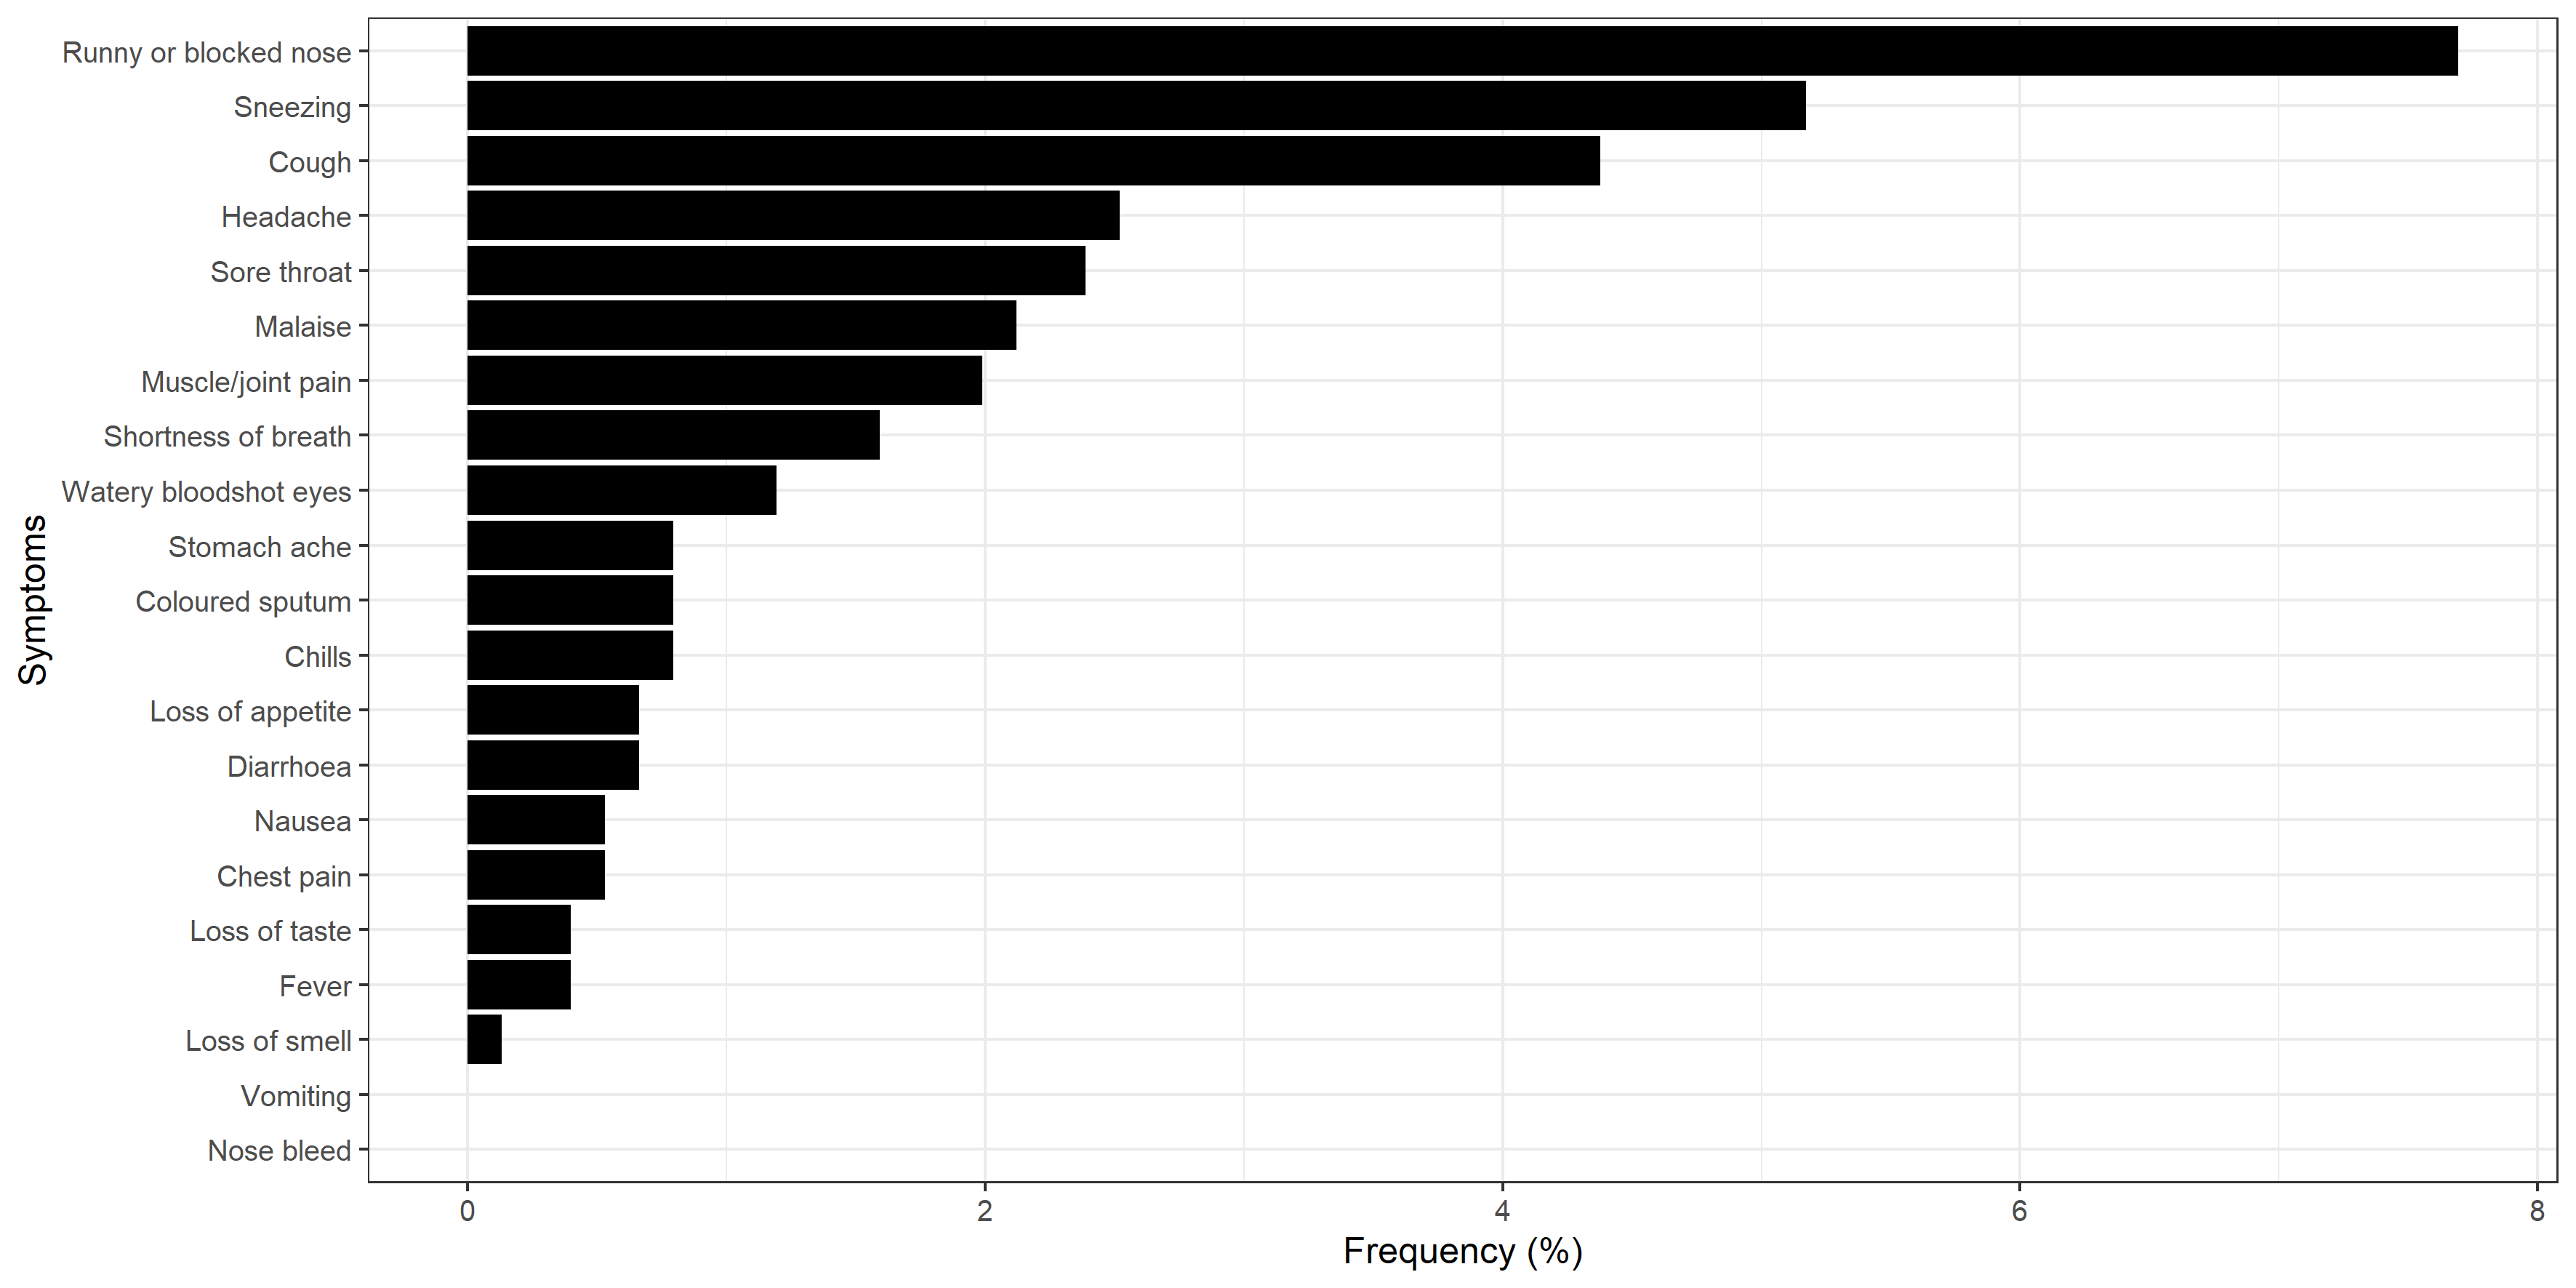 Runny or blocked nose
Sneezing
Cough
Headache
Sore throat
Malaise
Muscle/joint pain
Shortness of breath
Watery bloodshot eyes
Stomach ache
Coloured sputum
Chills
Loss of appetite
Diarrhoea
Nausea
Chest pain
Loss of taste
Fever
Loss of smell
Vomiting
Nose bleed
Symptoms
0 2 4 6 8
Frequency (%)